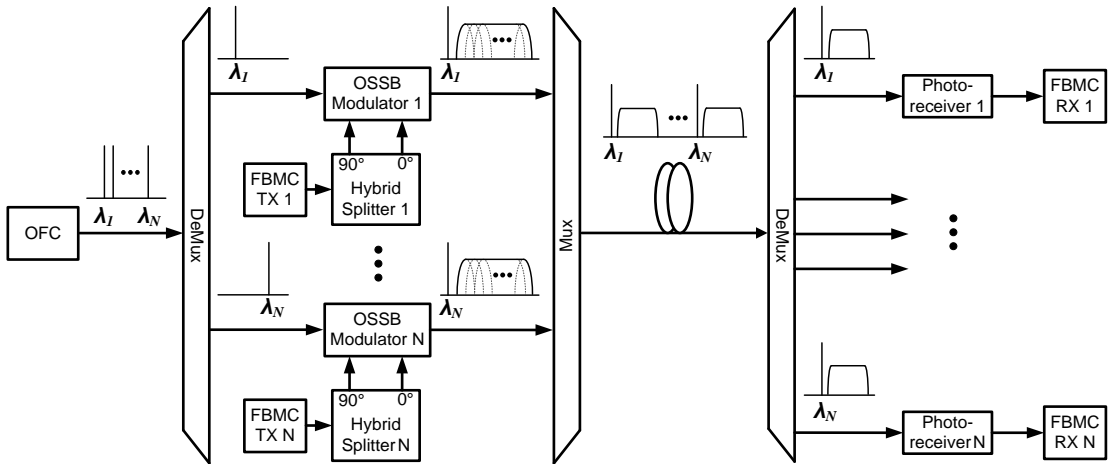 OFC
λ1 λN
DeMux
λ1
OSSB
Modulator 1
90° 0°
Hybrid
Splitter 1
FBMC
TX 1
λ1
λN
OSSB
Modulator N
90° 0°
Hybrid
Splitter N
FBMC
TX N
λN
Mux
λ1 λN
DeMux
λ1
Photo-
receiver 1
FBMC
RX 1
λN
Photo-
receiver N
FBMC
RX N